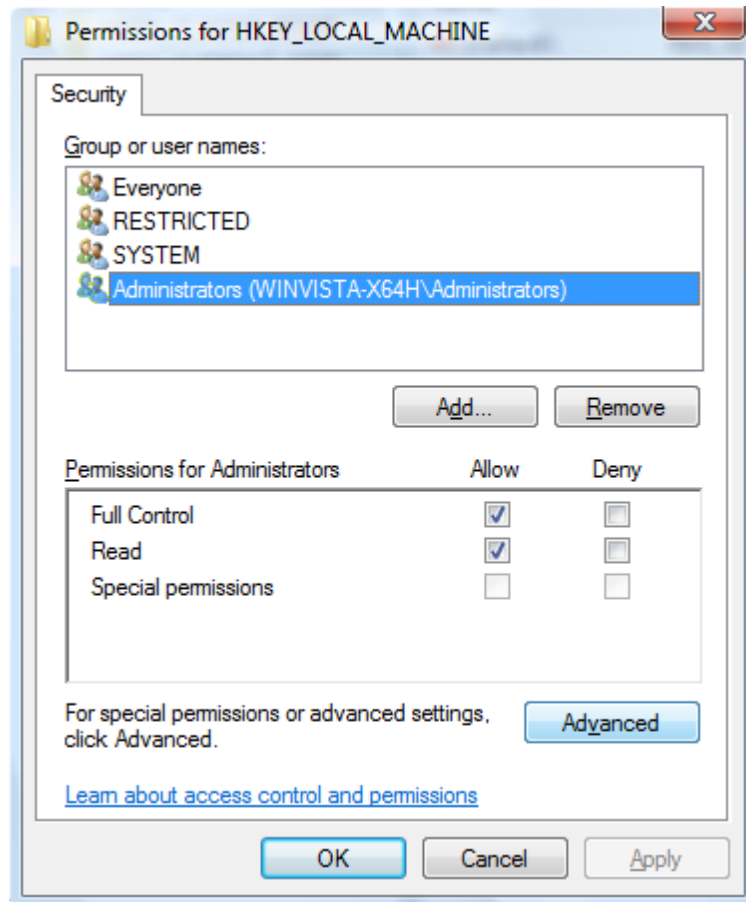 Permissions for HKEY_LOCAL_MACHINE
Security
Group or user names:
Everyone
RESTRICTED
SYSTEM
Administrators (WINVISTA-X64H\Administrators)
Add... Remove
Permissions for Administrators Allow Deny
Full Control
Read
Special permissions
For special permissions or advanced settings,
click Advanced.
Advanced
Learn about access control and permissions
OK Cancel Apply